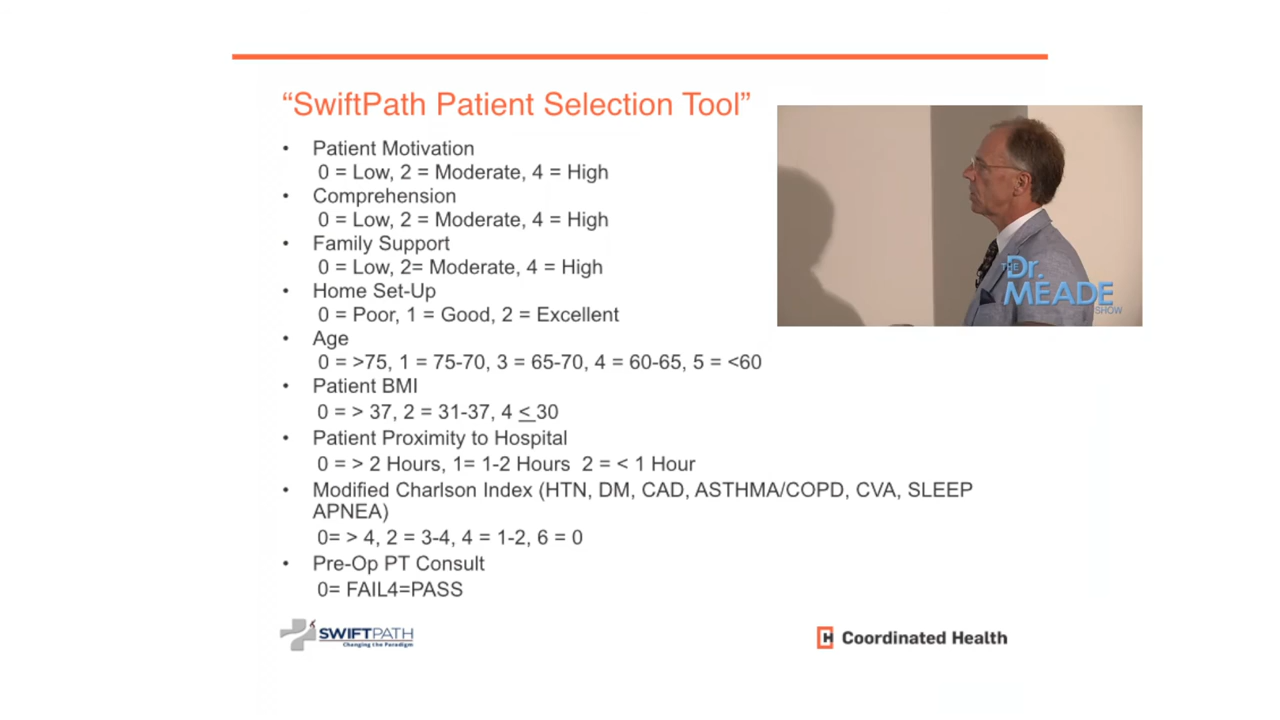 “SwiftPath Patient Selection Tool”
• Patient Motivation
0 = Low, 2 = Moderate, 4 = High
• Comprehension
0 = Low, 2 = Moderate, 4 = High
• Family Support
0 = Low, 2= Moderate, 4 = High
• Home Set-Up
0 = Poor, 1 = Good, 2 = Excellent
• Age
0 = >75, 1 = 75-70, 3 = 65-70, 4 = 60-65, 5 = <60
• Patient BMI
0 = > 37, 2 = 31-37, 4 < 30
• Patient Proximity to Hospital
0 = > 2 Hours, 1= 1-2 Hours 2 = < 1 Hour
• Modified Charlson Index (HTN, DM, CAD, ASTHMA/COPD, CVA, SLEEP
APNEA)
0= > 4, 2 = 3-4, 4 = 1-2, 6 = 0
• Pre-Op PT Consult
0= FAIL4=PASS
THE Dr.
MEADE
SHOW
SWIFTPATH
Changing the Paradigm
H Coordinated Health